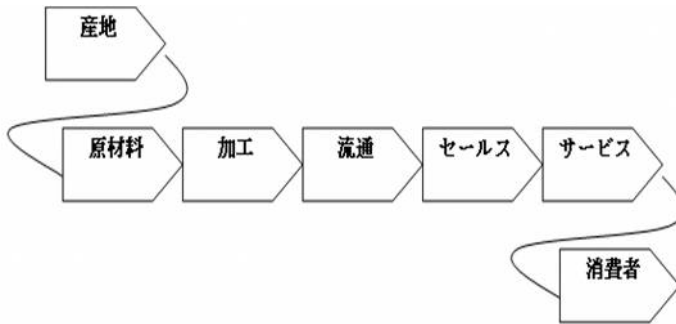 産地
原材料
加工
流通
セールス
サービス
消費者